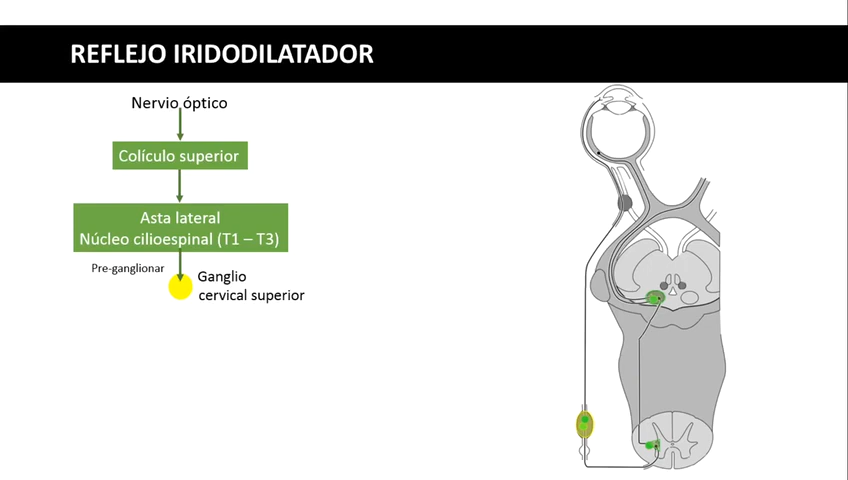 REFLEJO IRIDODILATADOR
Nervio óptico
Colículo superior
Asta lateral
Núcleo cilioespinal (T1 – T3)
Pre-ganglionar
Ganglio
cervical superior